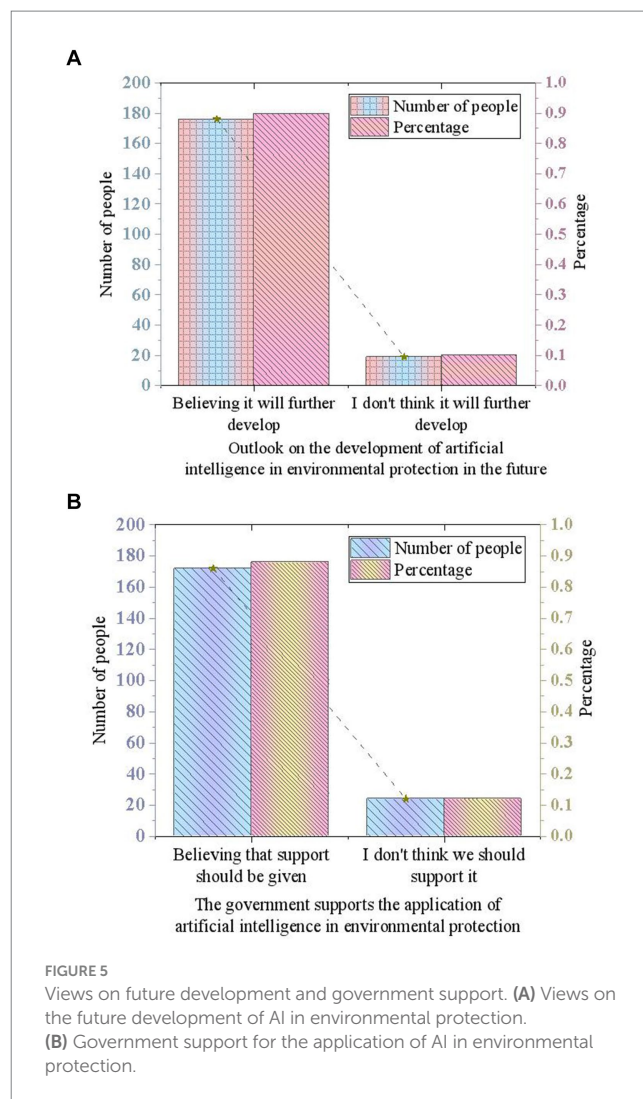 A
200
180
160
140
120
100
80
60
40
20
0
Number of people
1.0
0.9
0.8
0.7
0.6
0.5
0.4
0.3
0.2
0.1
0.0
Percentage
Number of people
Percentage
Believing it will further
develop
I don't think it will further
develop
Outlook on the development of artificial
intelligence in environmental protection in the future
B
200
180
160
140
120
100
80
60
40
20
0
Number of people
1.0
0.9
0.8
0.7
0.6
0.5
0.4
0.3
0.2
0.1
0.0
Percentage
Number of people
Percentage
Believing that support
should be given
I don't think we should
support it
The government supports the application of
artificial intelligence in environmental protection
FIGURE 5
Views on future development and government support. (A) Views on
the future development of AI in environmental protection.
(B) Government support for the application of AI in environmental
protection.